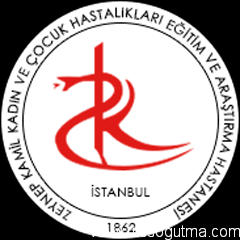 ZEYNEP KAMİL KADIN VE ÇOCUK HASTALIKLARI EĞİTİM VE ARAŞTIRMA HASTANESİ
İSTANBUL
1862